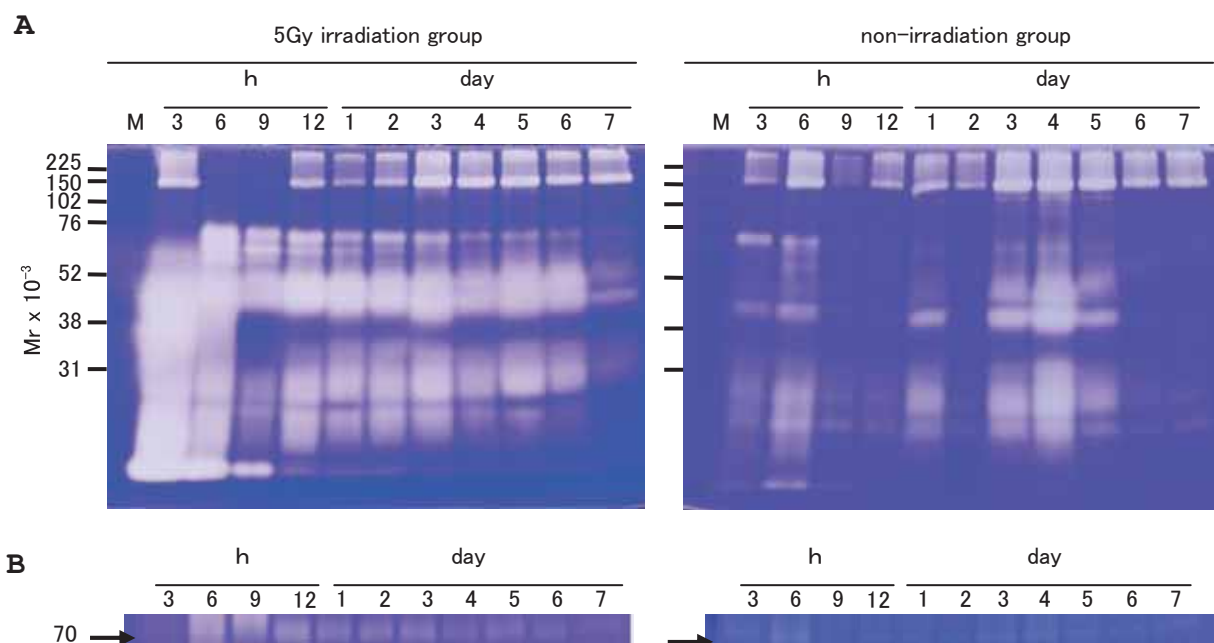 A
5Gy irradiation group
non-irradiation group
h
day
h
day
M 3 6 9 12 1 2 3 4 5 6 7
M 3 6 9 12 1 2 3 4 5 6 7
225
150
102
76
52
38
31
Mr x 10⁻³
B
h
day
h
day
3 6 9 12 1 2 3 4 5 6 7
3 6 9 12 1 2 3 4 5 6 7
70